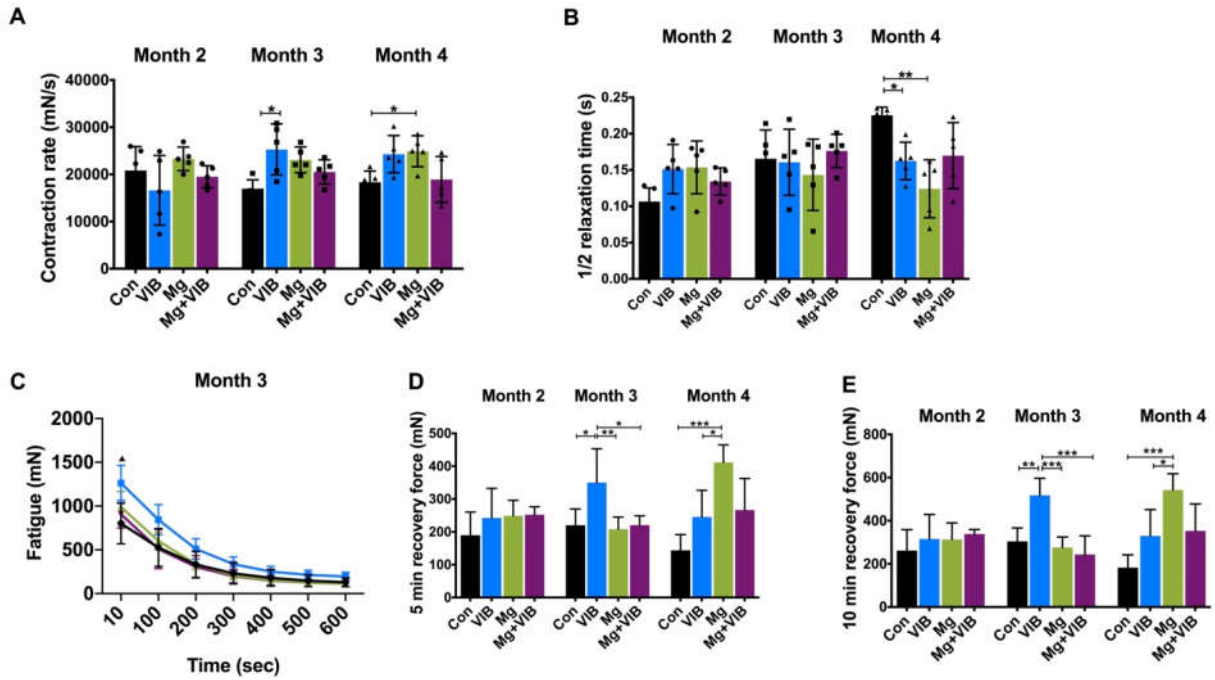 A
Month 2 Month 3 Month 4
Contraction rate (mN/s)
40000
30000
20000
10000
0
* *
Con VIB Mg Mg+VIB Con VIB Mg Mg+VIB Con VIB Mg Mg+VIB
B
Month 2 Month 3 Month 4
1/2 relaxation time (s)
0.25
0.20
0.15
0.10
0.05
0.00
**
*
Con VIB Mg Mg+VIB Con VIB Mg Mg+VIB Con VIB Mg Mg+VIB
C
Month 3
Fatigue (mN)
2000
1500
1000
500
0
10 100 200 300 400 500 600
Time (sec)
D
Month 2 Month 3 Month 4
5 min recovery force (mN)
500
400
300
200
100
0
* ***
* ** *
Con VIB Mg Mg+VIB Con VIB Mg Mg+VIB Con VIB Mg Mg+VIB
E
Month 2 Month 3 Month 4
10 min recovery force (mN)
800
600
400
200
0
*** ***
** *** *
Con VIB Mg Mg+VIB Con VIB Mg Mg+VIB Con VIB Mg Mg+VIB